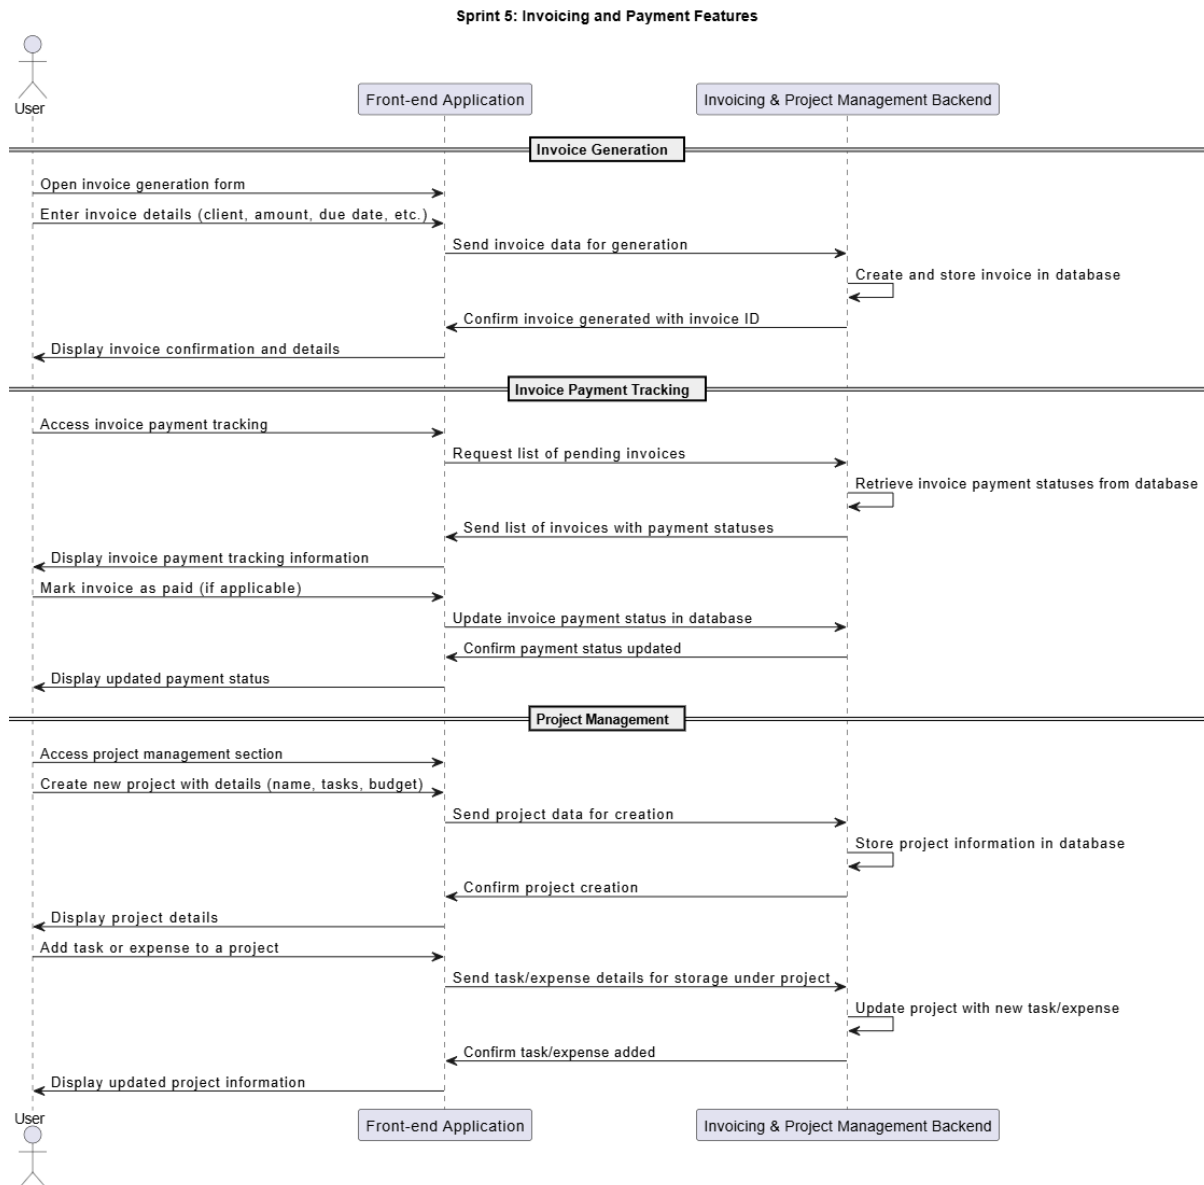 Sprint 5: Invoicing and Payment Features
User
Front-end Application
Invoicing & Project Management Backend
Invoice Generation
Open invoice generation form
Enter invoice details (client, amount, due date, etc.)
Send invoice data for generation
Create and store invoice in database
Confirm invoice generated with invoice ID
Display invoice confirmation and details
Invoice Payment Tracking
Access invoice payment tracking
Request list of pending invoices
Retrieve invoice payment statuses from database
Send list of invoices with payment statuses
Display invoice payment tracking information
Mark invoice as paid (if applicable)
Update invoice payment status in database
Confirm payment status updated
Display updated payment status
Project Management
Access project management section
Create new project with details (name, tasks, budget)
Send project data for creation
Store project information in database
Confirm project creation
Display project details
Add task or expense to a project
Send task/expense details for storage under project
Update project with new task/expense
Confirm task/expense added
Display updated project information
User
Front-end Application
Invoicing & Project Management Backend